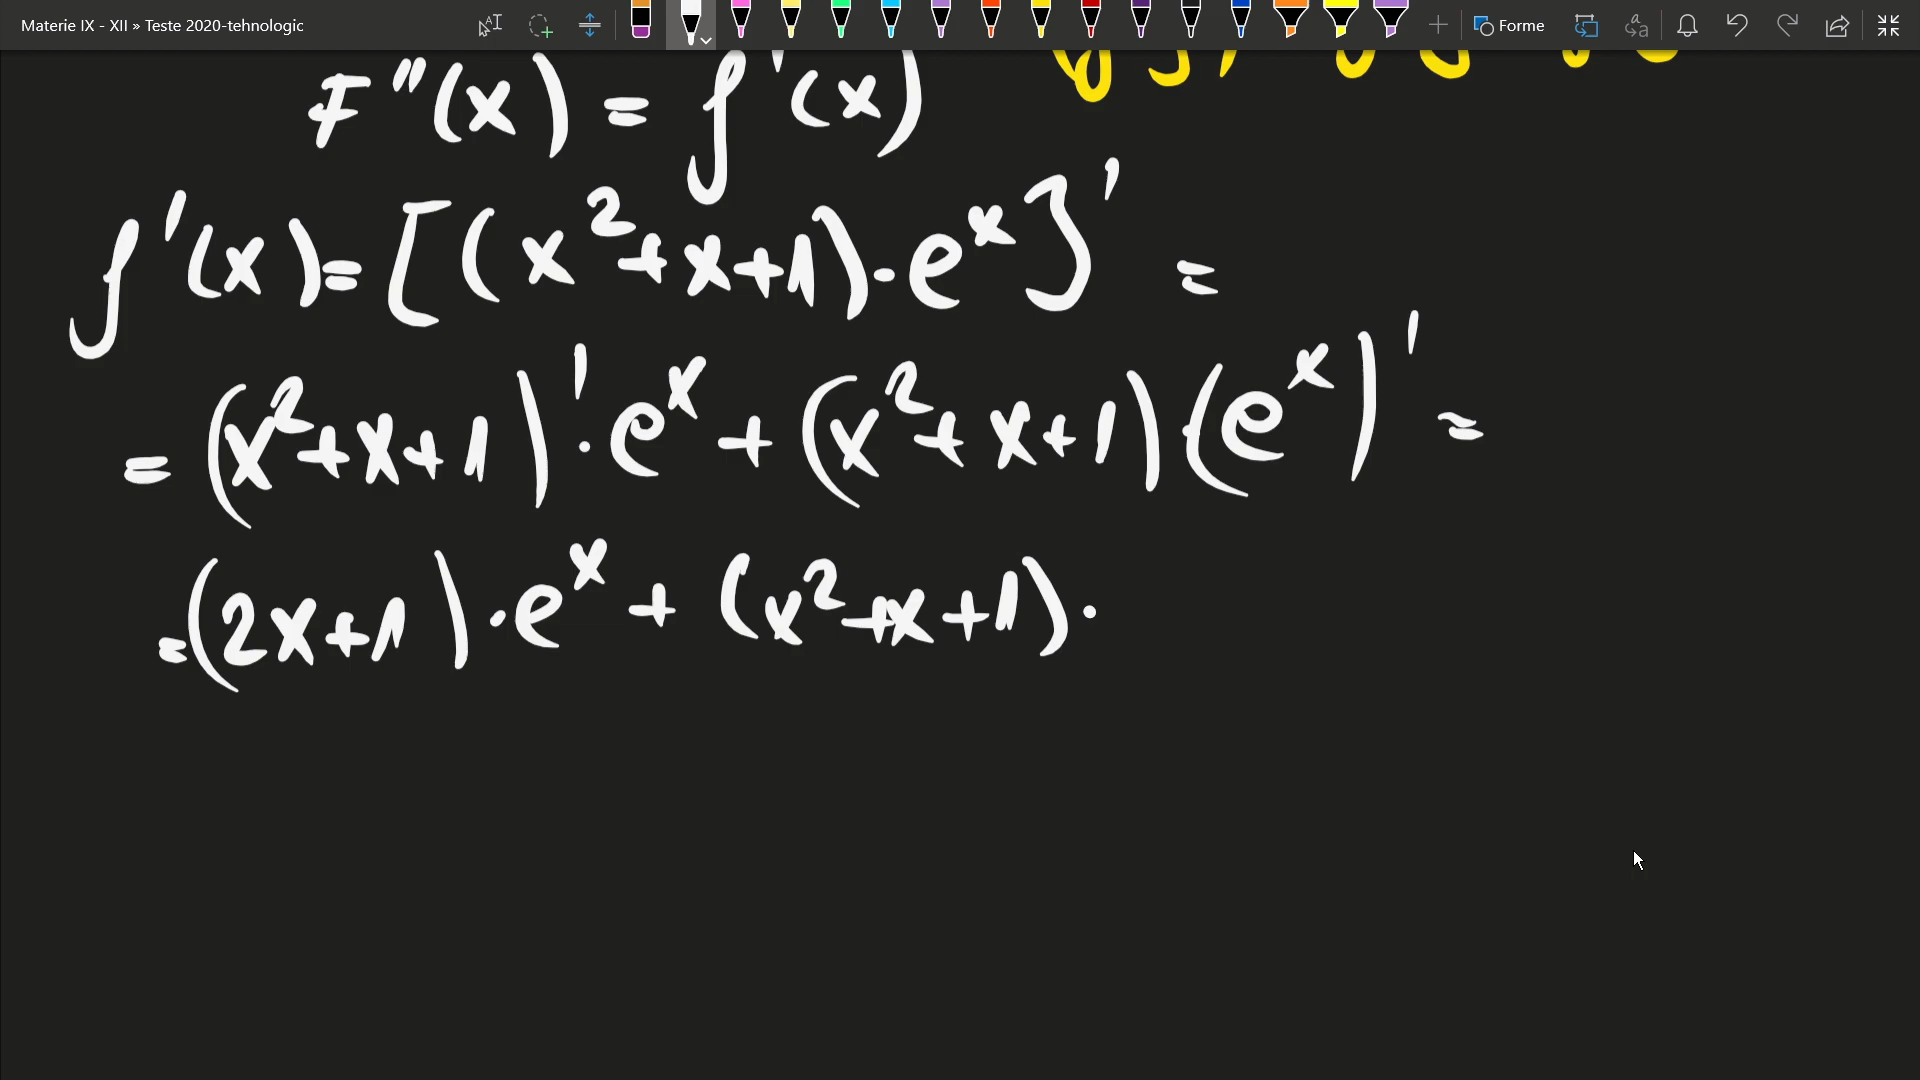 Materie IX - XII » Teste 2020-tehnologic
Forme
F''(x) = f'(x)
f'(x) = [(x²+x+1)·eˣ]' =
= (x²+x+1)'·eˣ + (x²+x+1)(eˣ)' =
= (2x+1)·eˣ + (x²+x+1)·